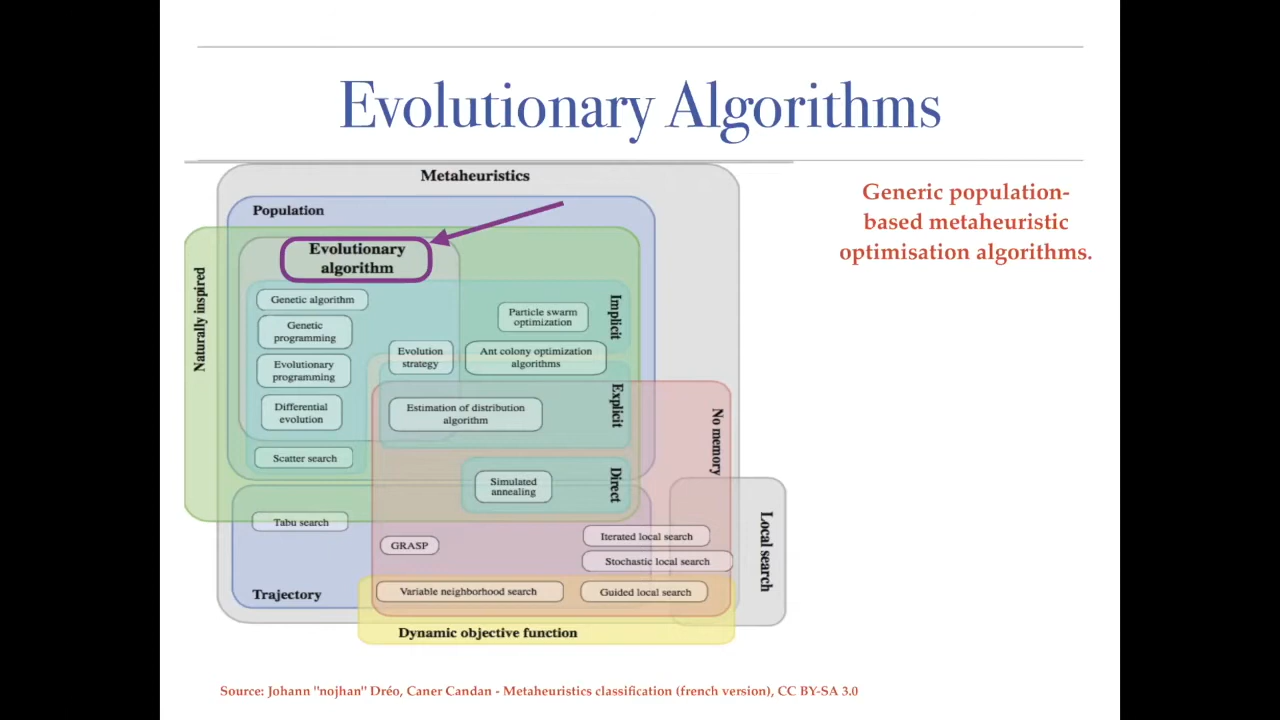 Evolutionary Algorithms
Metaheuristics
Population
Generic population-
based metaheuristic
optimisation algorithms.
Naturally inspired
Evolutionary
algorithm
Genetic algorithm
Genetic
programming
Evolutionary
programming
Differential
evolution
Scatter search
Evolution
strategy
Particle swarm
optimization
Ant colony optimization
algorithms
Implicit
Estimation of distribution
algorithm
Explicit
No memory
Simulated
annealing
Direct
Tabu search
GRASP
Iterated local search
Stochastic local search
Local search
Trajectory
Variable neighborhood search
Guided local search
Dynamic objective function
Source: Johann "nojhan" Dréo, Caner Candan - Metaheuristics classification (french version), CC BY-SA 3.0